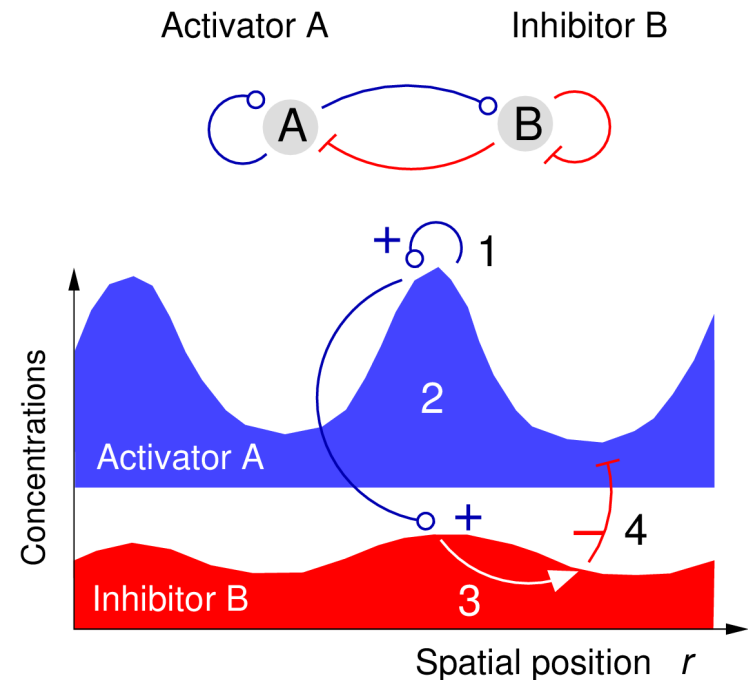 Activator A
Inhibitor B
A
B
+
1
2
Activator A
Concentrations
+
4
Inhibitor B
3
Spatial position r